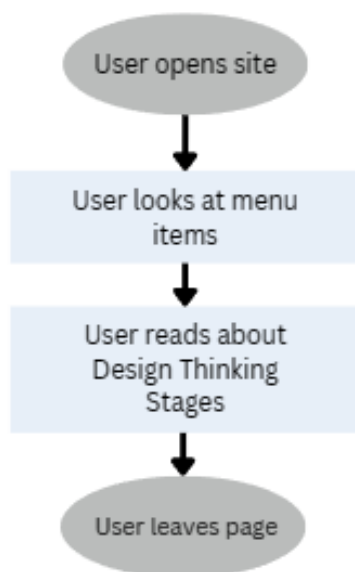 User opens site
User looks at menu
items
User reads about
Design Thinking
Stages
User leaves page